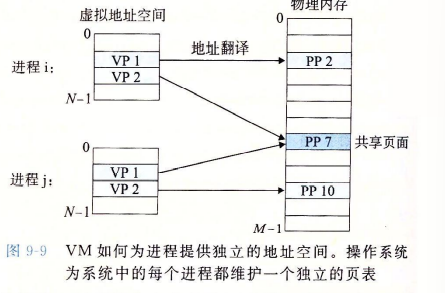 虚拟地址空间
物理内存
0
0
地址翻译
进程 i:
VP 1
PP 2
VP 2
N-1
PP 7
共享页面
0
进程 j:
VP 1
VP 2
PP 10
N-1
M-1
图 9-9 VM 如何为进程提供独立的地址空间。操作系统
为系统中的每个进程都维护一个独立的页表